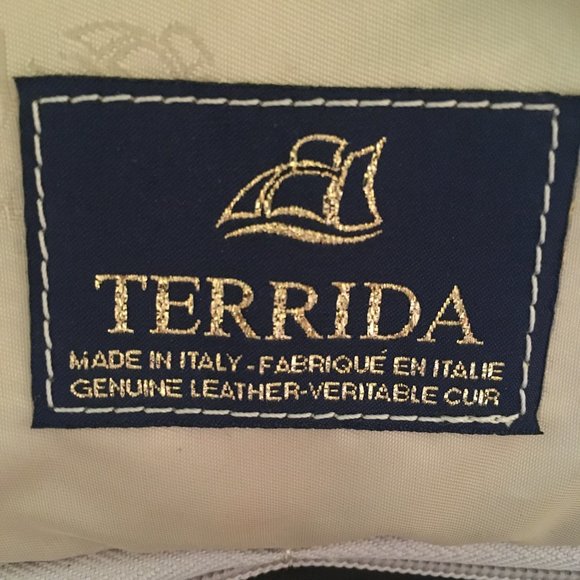 TERRIDA
MADE IN ITALY-FABRIQUÉ EN ITALIE
GENUINE LEATHER-VERITABLE CUIR